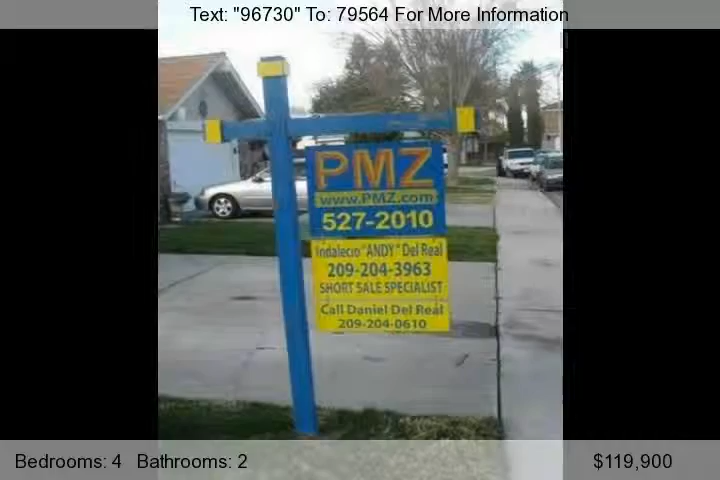 Text: "96730" To: 79564 For More Information
PMZ
www.PMZ.com
527-2010
Indalecio "ANDY" Del Real
209-204-3963
SHORT SALE SPECIALIST
Call Daniel Del Real
209-204-0610
Bedrooms: 4 Bathrooms: 2 $119,900